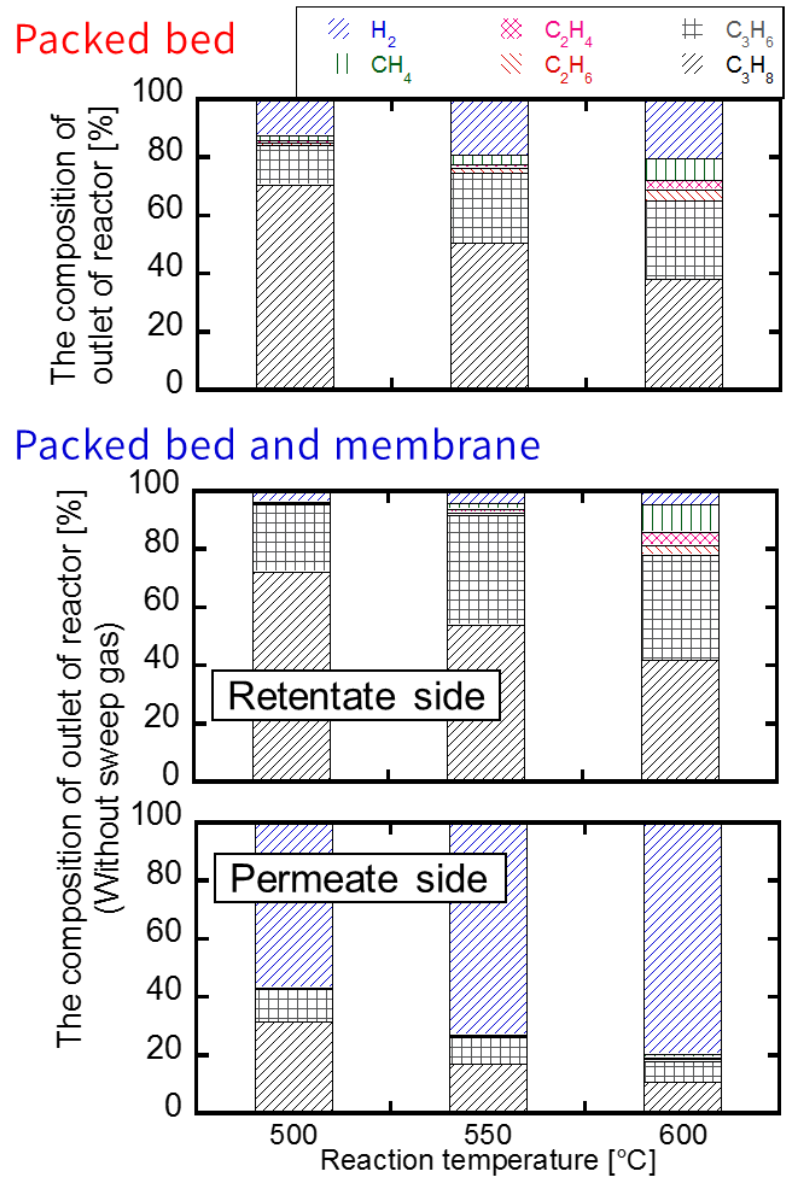 Packed bed
H2 C2H4 C3H6
CH4 C2H6 C3H8
The composition of
outlet of reactor [%]
100
80
60
40
20
0
Packed bed and membrane
The composition of outlet of reactor [%]
(Without sweep gas)
100
80
60
40
20
0
Retentate side
100
80
60
40
20
0
Permeate side
500 550 600
Reaction temperature [°C]